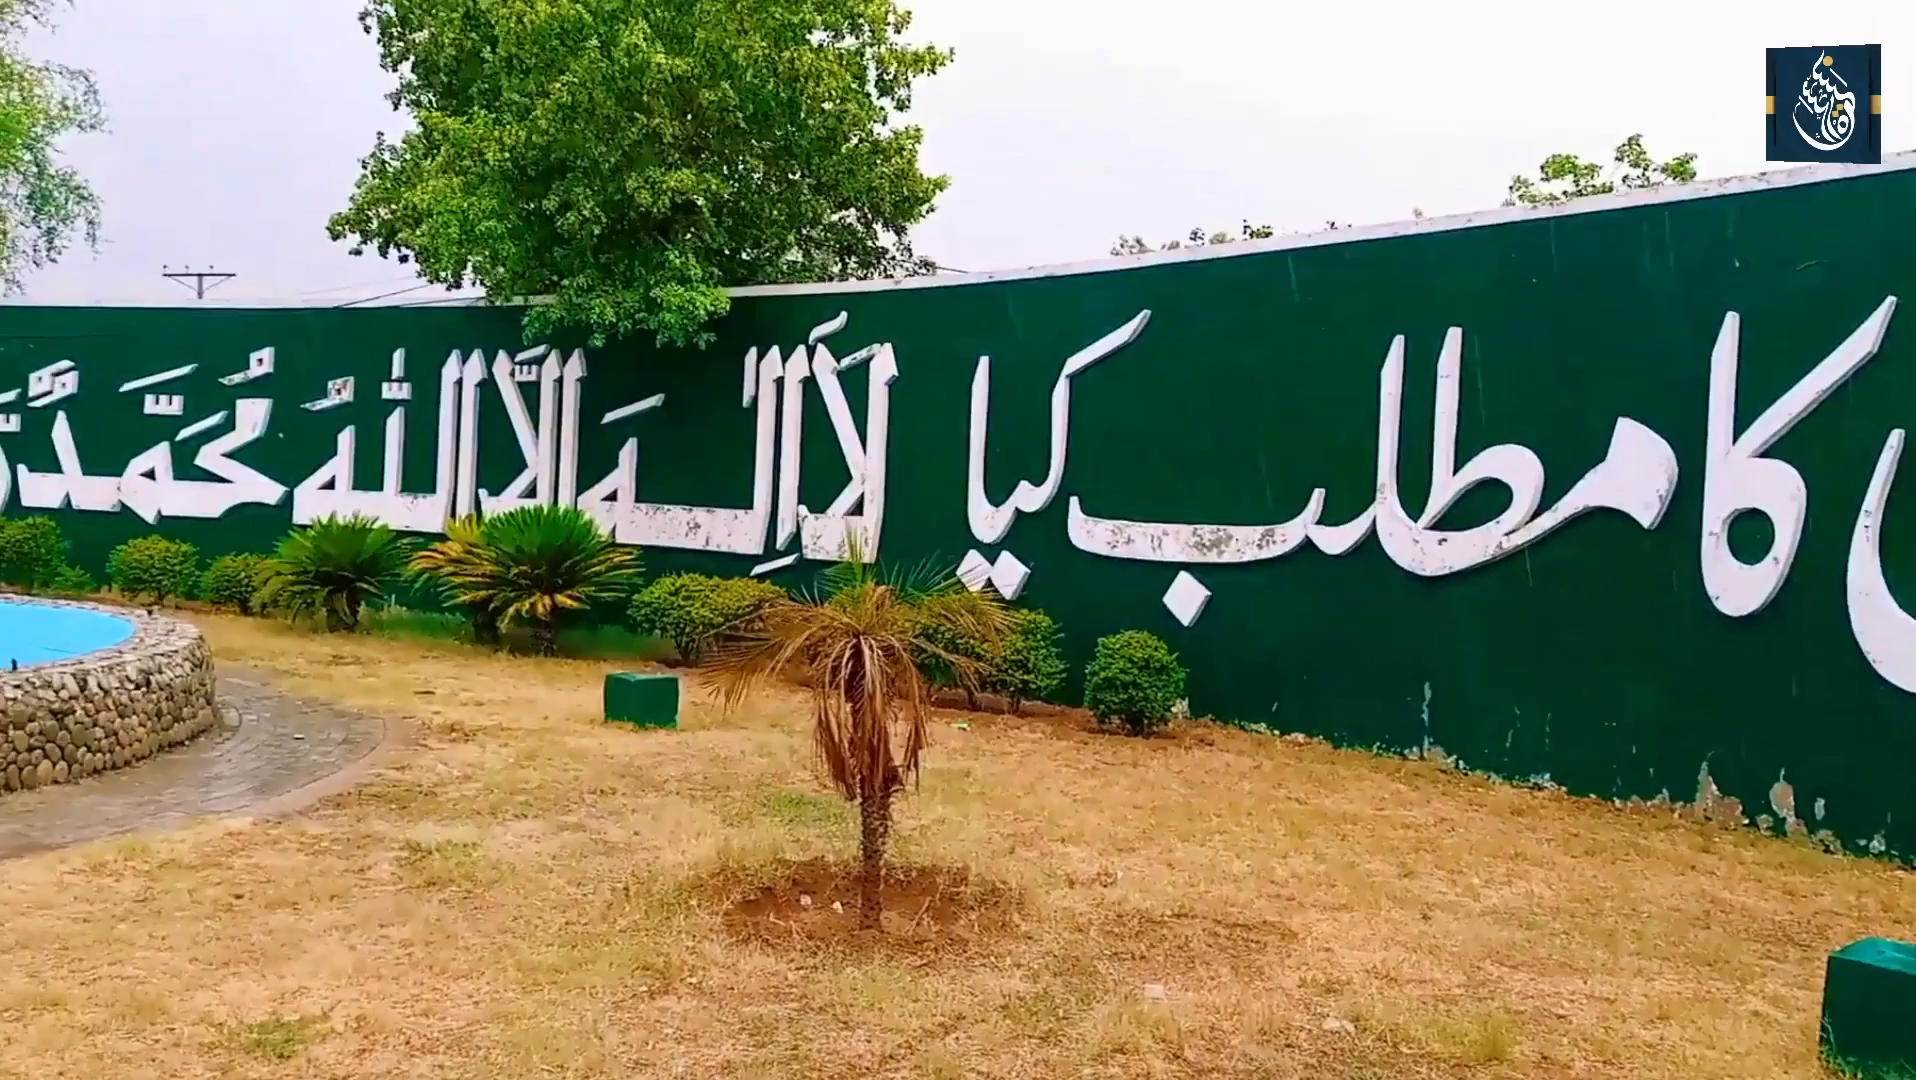 کا مطلب کیا لَآ اِلٰہَ اِلَّا اللّٰہُ مُحَمَّدٌ